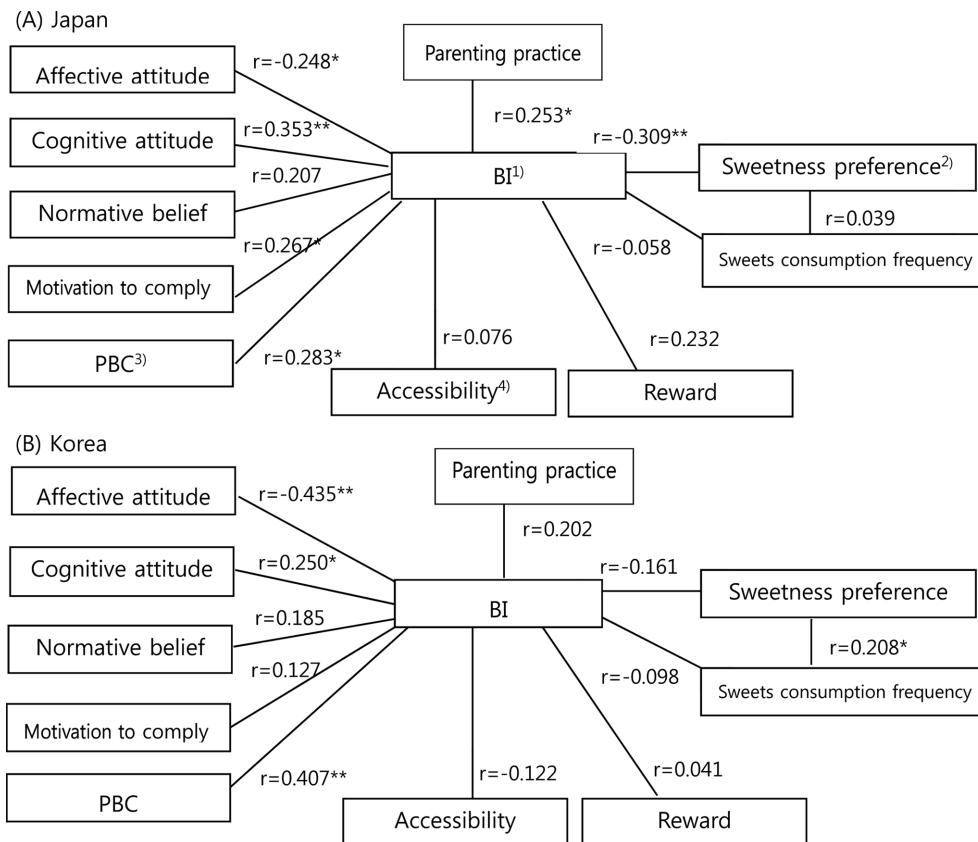 (A) Japan
Parenting practice
r=-0.248*
Affective attitude
r=0.253*
r=0.353**
r=-0.309**
Cognitive attitude
Sweetness preference2)
BI1)
r=0.207
Normative belief
r=0.039
r=0.267*
r=-0.058
Sweets consumption frequency
Motivation to comply
r=0.076
r=0.232
PBC3)
r=0.283*
Accessibility4)
Reward
(B) Korea
Parenting practice
r=-0.435**
Affective attitude
r=0.202
r=0.250*
r=-0.161
Cognitive attitude
Sweetness preference
BI
r=0.185
Normative belief
r=0.208*
r=0.127
r=-0.098
Sweets consumption frequency
Motivation to comply
r=0.407**
r=-0.122
r=0.041
PBC
Accessibility
Reward